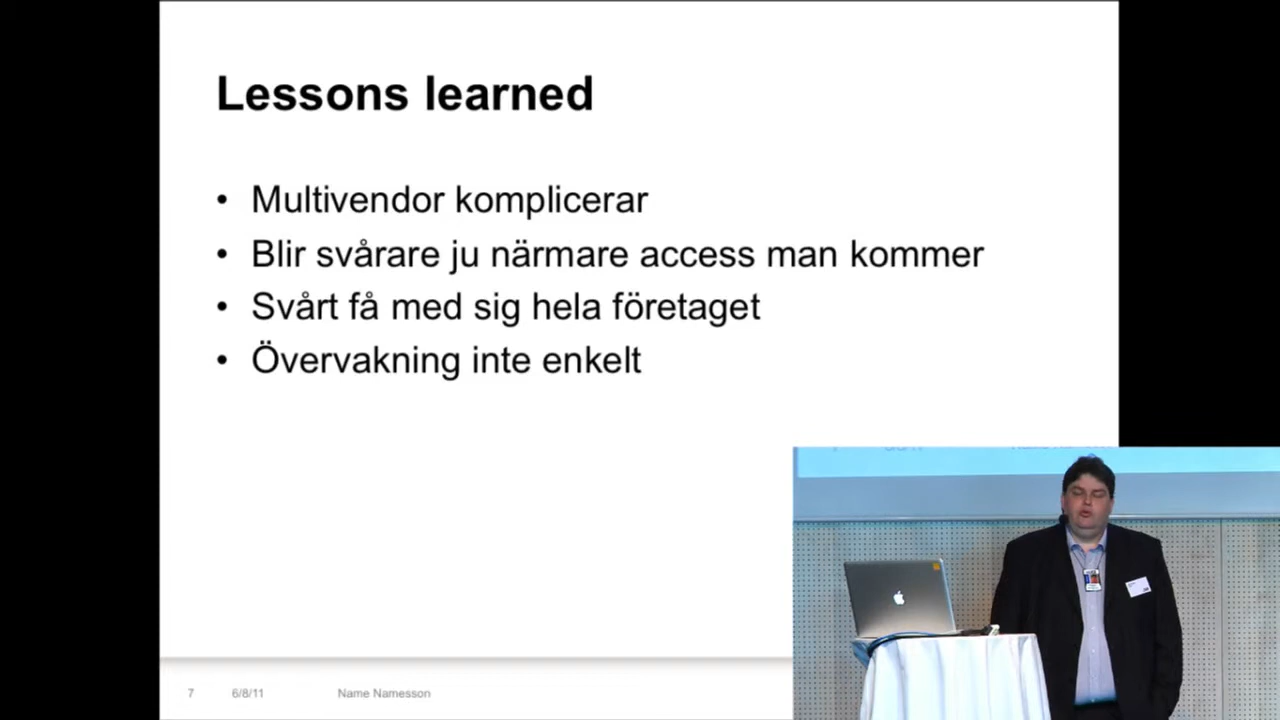 Lessons learned
• Multivendor komplicerar
• Blir svårare ju närmare access man kommer
• Svårt få med sig hela företaget
• Övervakning inte enkelt
7 6/8/11 Name Namesson